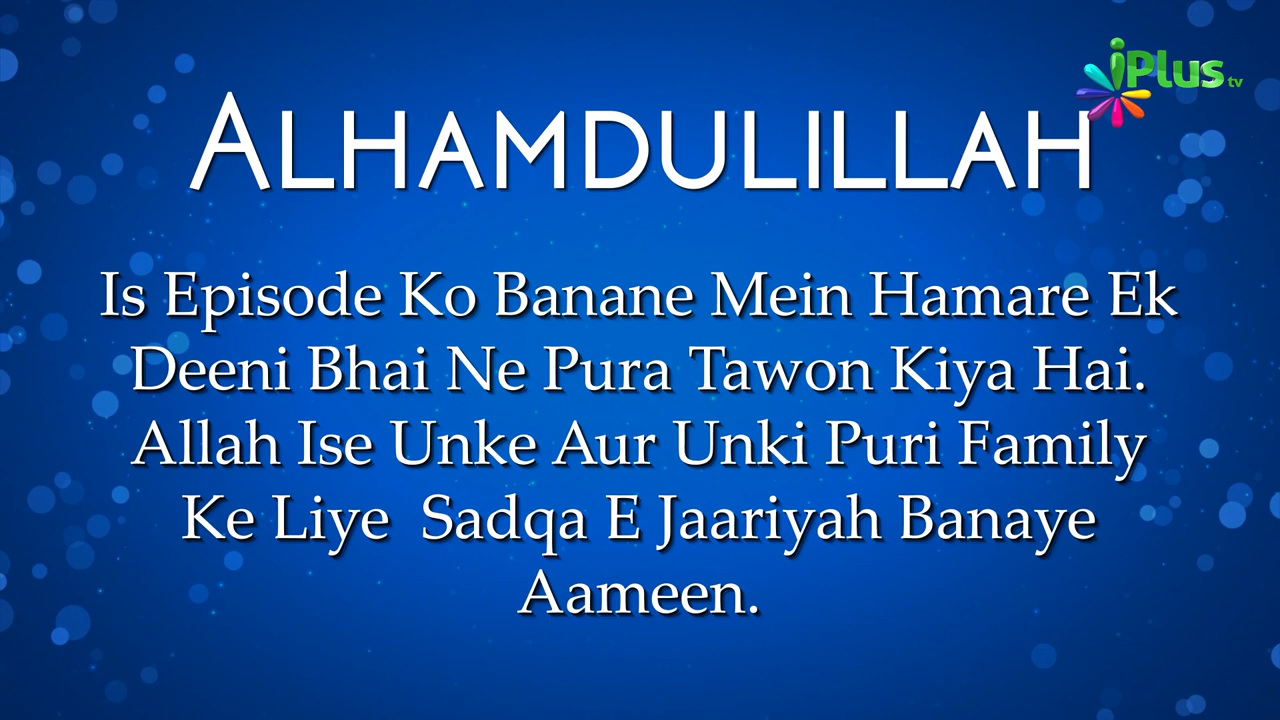 iPlus tv
ALHAMDULILLAH
Is Episode Ko Banane Mein Hamare Ek
Deeni Bhai Ne Pura Tawon Kiya Hai.
Allah Ise Unke Aur Unki Puri Family
Ke Liye  Sadqa E Jaariyah Banaye
Aameen.